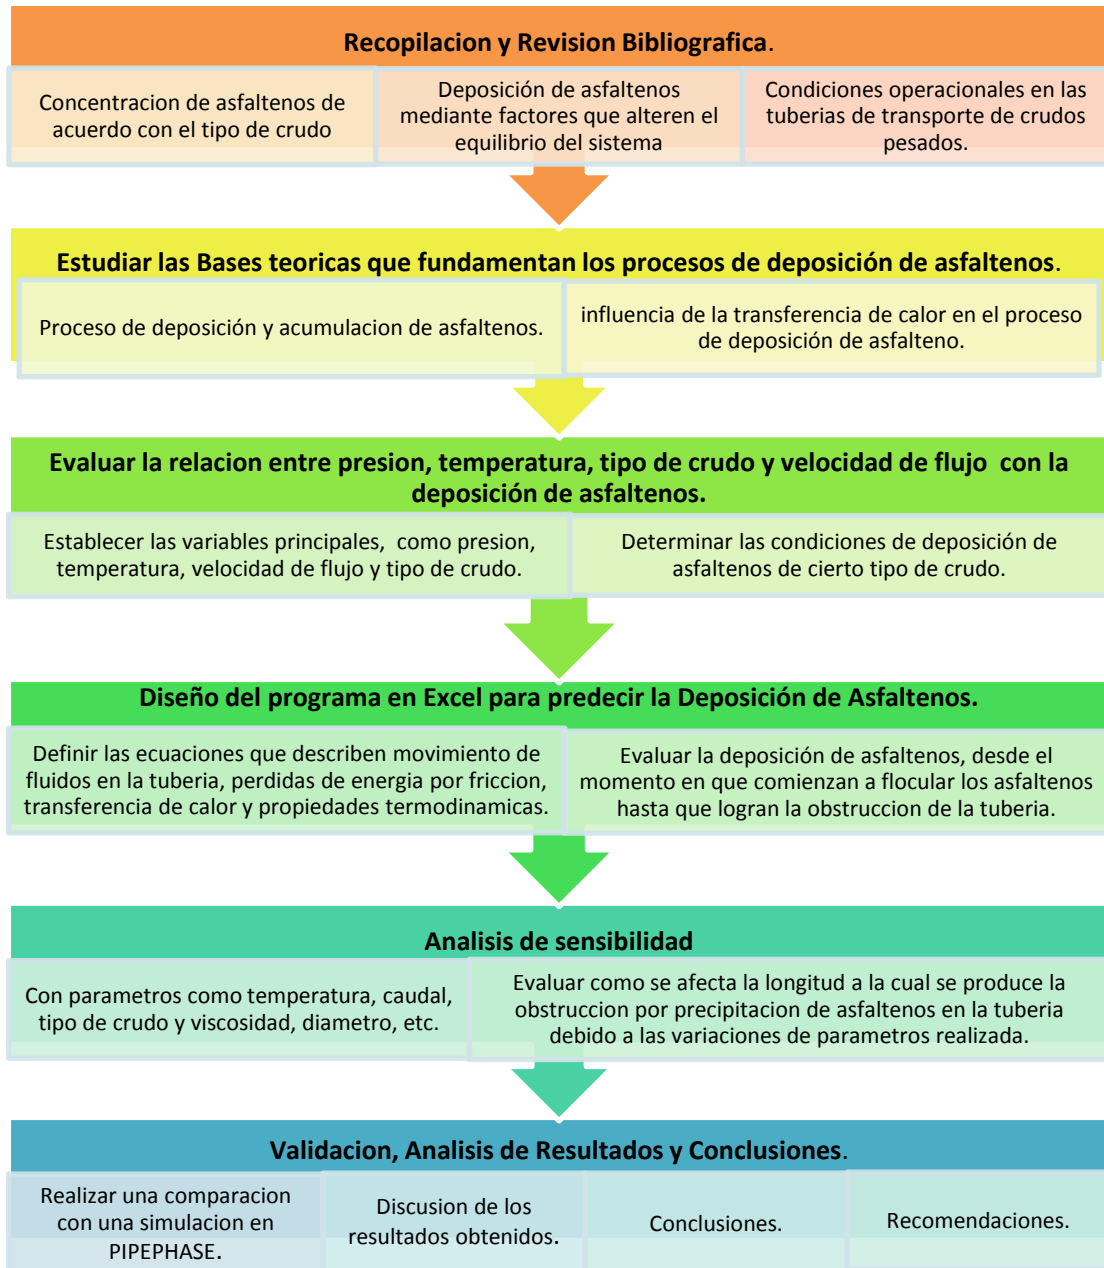 Recopilacion y Revision Bibliografica.
Concentracion de asfaltenos de
acuerdo con el tipo de crudo
Deposición de asfaltenos
mediante factores que alteren el
equilibrio del sistema
Condiciones operacionales en las
tuberias de transporte de crudos
pesados.
Estudiar las Bases teoricas que fundamentan los procesos de deposición de asfaltenos.
Proceso de deposición y acumulacion de asfaltenos.
influencia de la transferencia de calor en el proceso
de deposición de asfalteno.
Evaluar la relacion entre presion, temperatura, tipo de crudo y velocidad de flujo con la
deposición de asfaltenos.
Establecer las variables principales, como presion,
temperatura, velocidad de flujo y tipo de crudo.
Determinar las condiciones de deposición de
asfaltenos de cierto tipo de crudo.
Diseño del programa en Excel para predecir la Deposición de Asfaltenos.
Definir las ecuaciones que describen movimiento de
fluidos en la tuberia, perdidas de energia por friccion,
transferencia de calor y propiedades termodinamicas.
Evaluar la deposición de asfaltenos, desde el
momento en que comienzan a flocular los asfaltenos
hasta que logran la obstruccion de la tuberia.
Analisis de sensibilidad
Con parametros como temperatura, caudal,
tipo de crudo y viscosidad, diametro, etc.
Evaluar como se afecta la longitud a la cual se produce la
obstruccion por precipitacion de asfaltenos en la tuberia
debido a las variaciones de parametros realizada.
Validacion, Analisis de Resultados y Conclusiones.
Realizar una comparacion
con una simulacion en
PIPEPHASE.
Discusion de los
resultados obtenidos.
Conclusiones.
Recomendaciones.